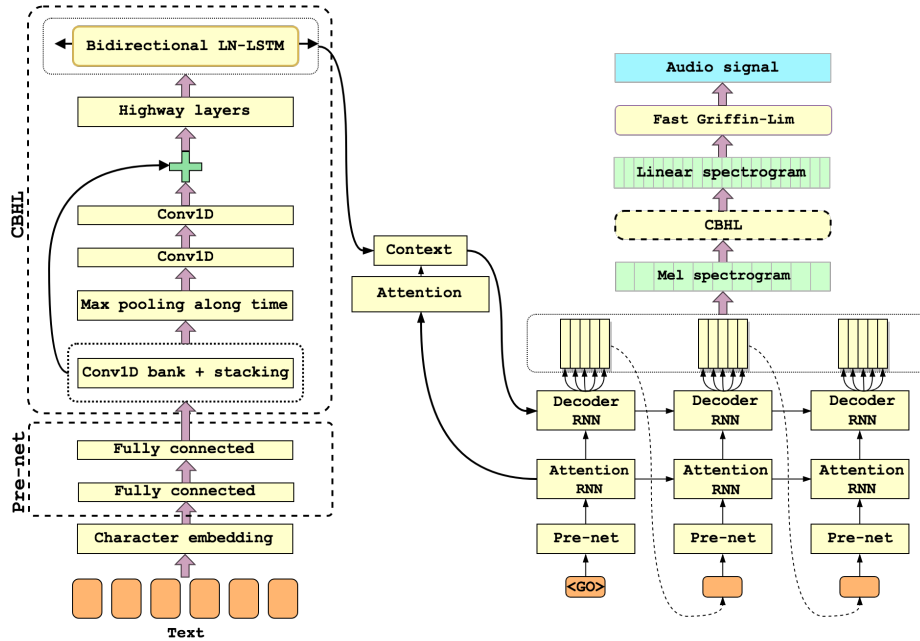 Bidirectional LN-LSTM
Highway layers
Conv1D
Conv1D
Max pooling along time
Conv1D bank + stacking
CBHL
Fully connected
Fully connected
Pre-net
Character embedding
Text
Context
Attention
Audio signal
Fast Griffin-Lim
Linear spectrogram
CBHL
Mel spectrogram
Decoder
RNN
Decoder
RNN
Decoder
RNN
Attention
RNN
Attention
RNN
Attention
RNN
Pre-net
Pre-net
Pre-net
<GO>